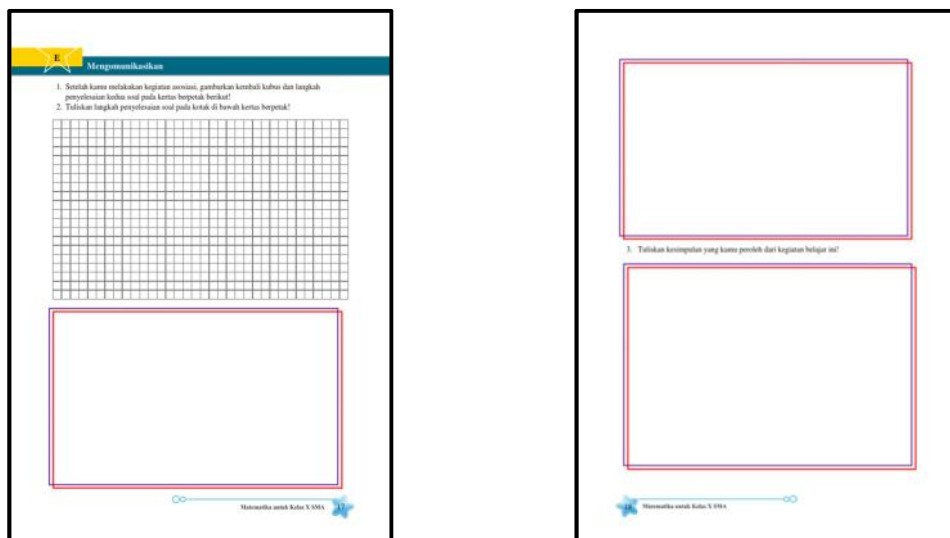 E
Mengomunikasikan
1. Setelah kamu melakukan kegiatan asosiasi, gambarkan kembali kubus dan langkah
penyelesaian kedua soal pada kertas berpetak berikut!
2. Tuliskan langkah penyelesaian soal pada kotak di bawah kertas berpetak!
Matematika untuk Kelas X SMA 17
3. Tuliskan kesimpulan yang kamu peroleh dari kegiatan belajar ini!
18 Matematika untuk Kelas X SMA